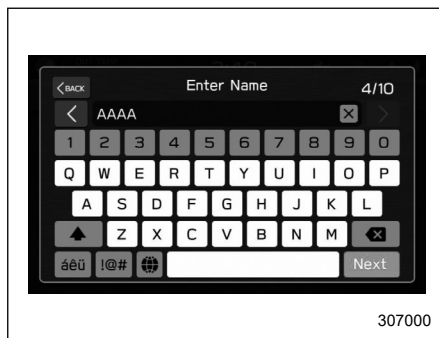 BACK Enter Name 4/10
AAAA
1 2 3 4 5 6 7 8 9 0
Q W E R T Y U I O P
A S D F G H J K L
Z X C V B N M
áêü !@# Next
307000